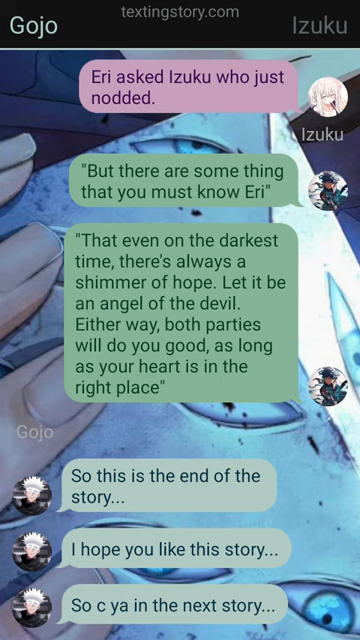 textingstory.com
Gojo
Izuku
Eri asked Izuku who just
nodded.
Izuku
"But there are some thing
that you must know Eri"
"That even on the darkest
time, there's always a
shimmer of hope. Let it be
an angel of the devil.
Either way, both parties
will do you good, as long
as your heart is in the
right place"
Gojo
So this is the end of the
story...
I hope you like this story...
So c ya in the next story...